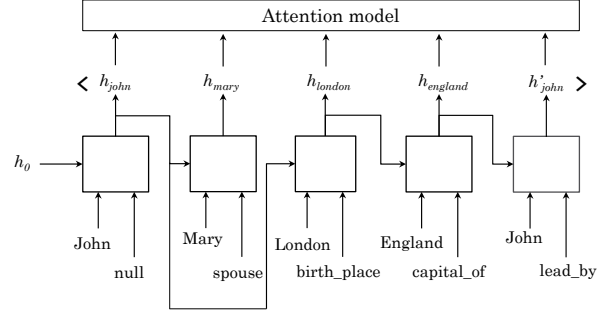 Attention model
< h_john h_mary h_london h_england h'_john >
h_0
John Mary London England John
null spouse birth_place capital_of lead_by